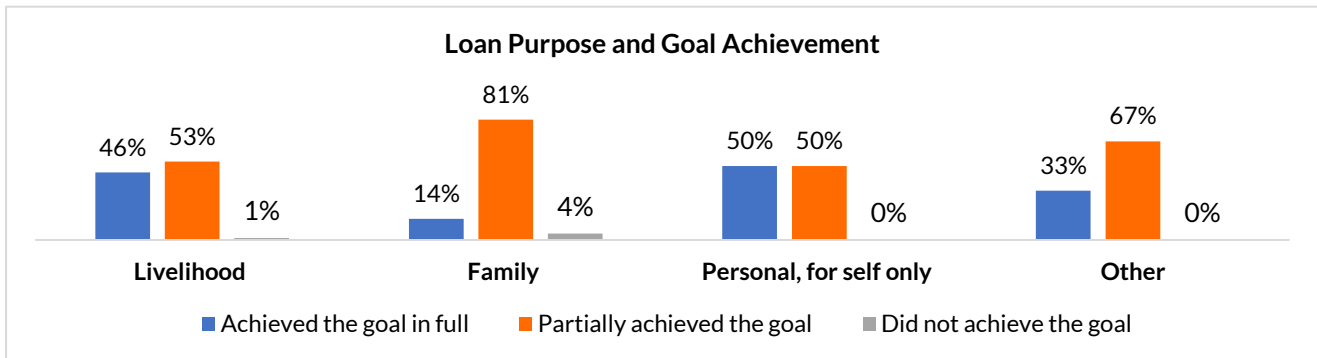 Loan Purpose and Goal Achievement
46%
53%
1%
14%
81%
4%
50%
50%
0%
33%
67%
0%
Livelihood
Family
Personal, for self only
Other
Achieved the goal in full
Partially achieved the goal
Did not achieve the goal